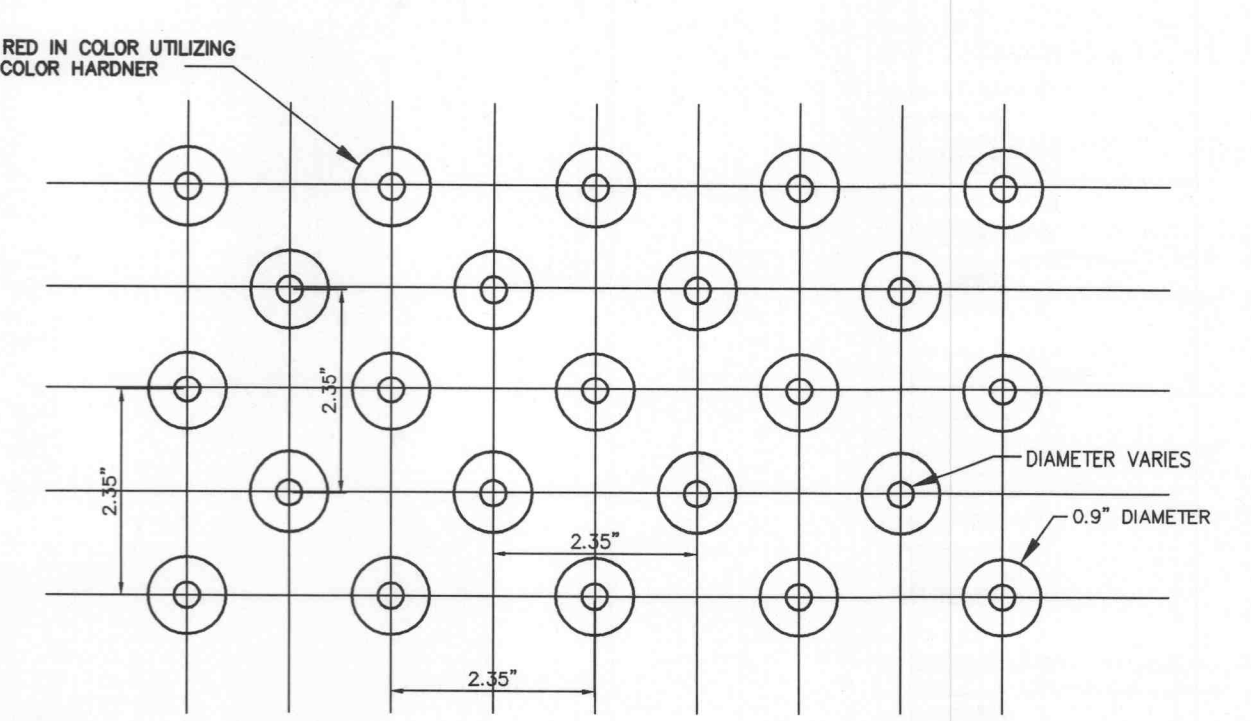 RED IN COLOR UTILIZING
COLOR HARDNER
2.35"
2.35"
DIAMETER VARIES
0.9" DIAMETER
2.35"
2.35"